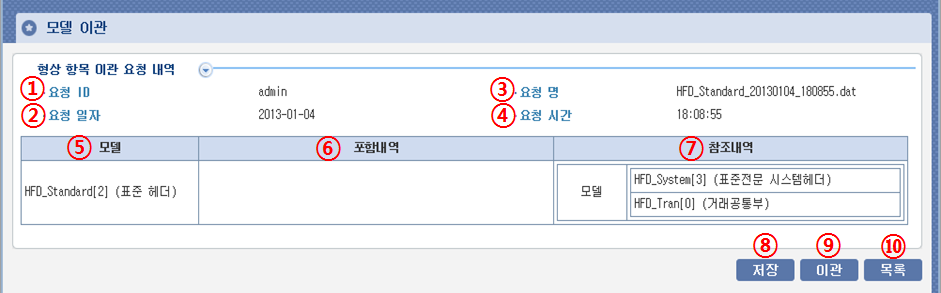 모델 이관
형상 항목 이관 요청 내역
① 요청 ID admin ③ 요청 명 HFD_Standard_20130104_180855.dat
② 요청 일자 2013-01-04 ④ 요청 시간 18:08:55
⑤ 모델 ⑥ 포함내역 ⑦ 참조내역
HFD_Standard[2] (표준 헤더) 모델 HFD_System[3] (표준전문 시스템헤더)
HFD_Tran[0] (거래공통부)
⑧ ⑨ ⑩
저장 이관 목록